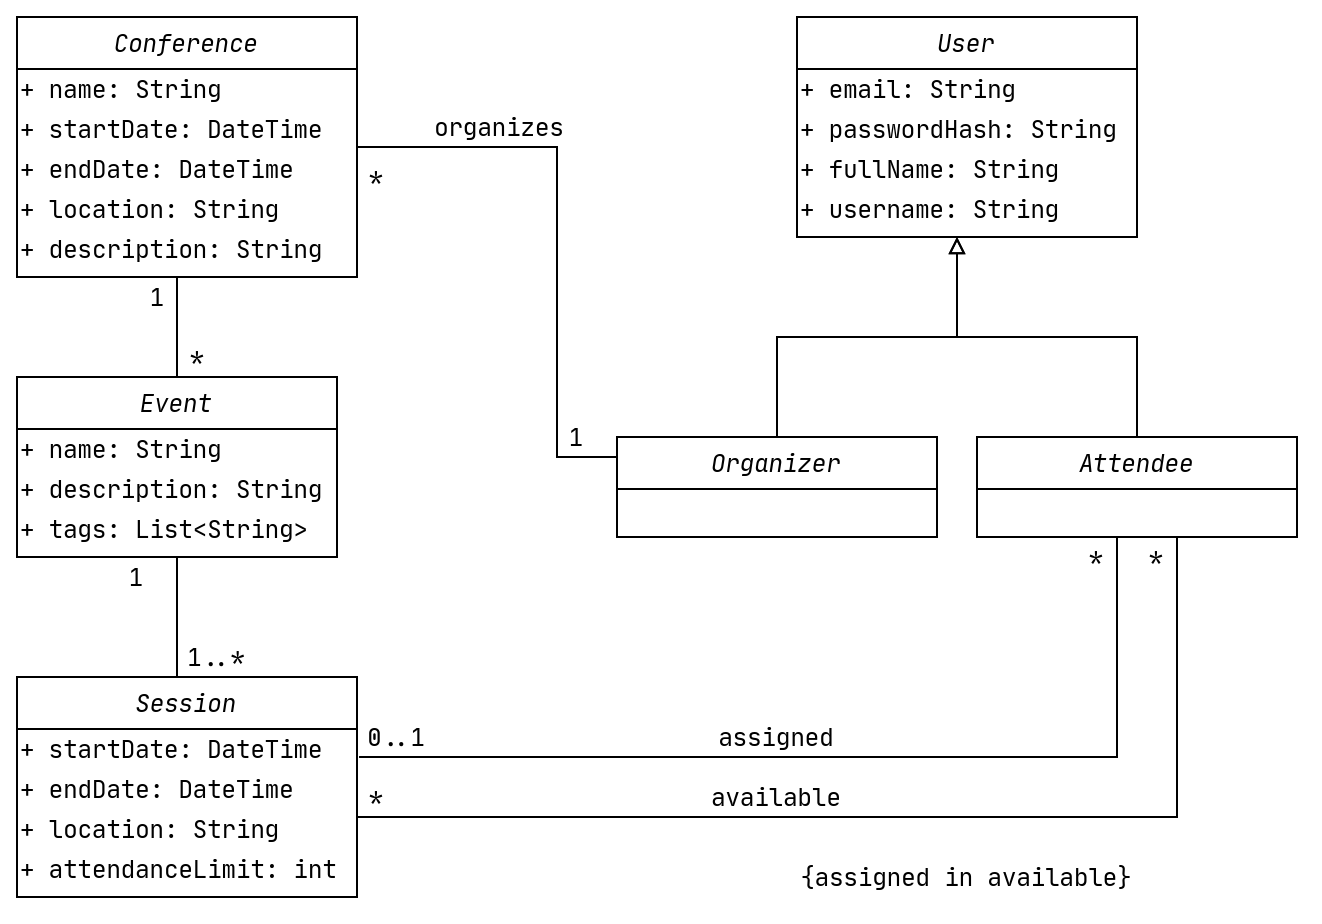 Conference
+ name: String
+ startDate: DateTime
+ endDate: DateTime
+ location: String
+ description: String
organizes
*
1
User
+ email: String
+ passwordHash: String
+ fullName: String
+ username: String
1
*
Event
+ name: String
+ description: String
+ tags: List<String>
Organizer
Attendee
*
*
1
1..*
Session
+ startDate: DateTime
+ endDate: DateTime
+ location: String
+ attendanceLimit: int
0..1
assigned
*
available
{assigned in available}